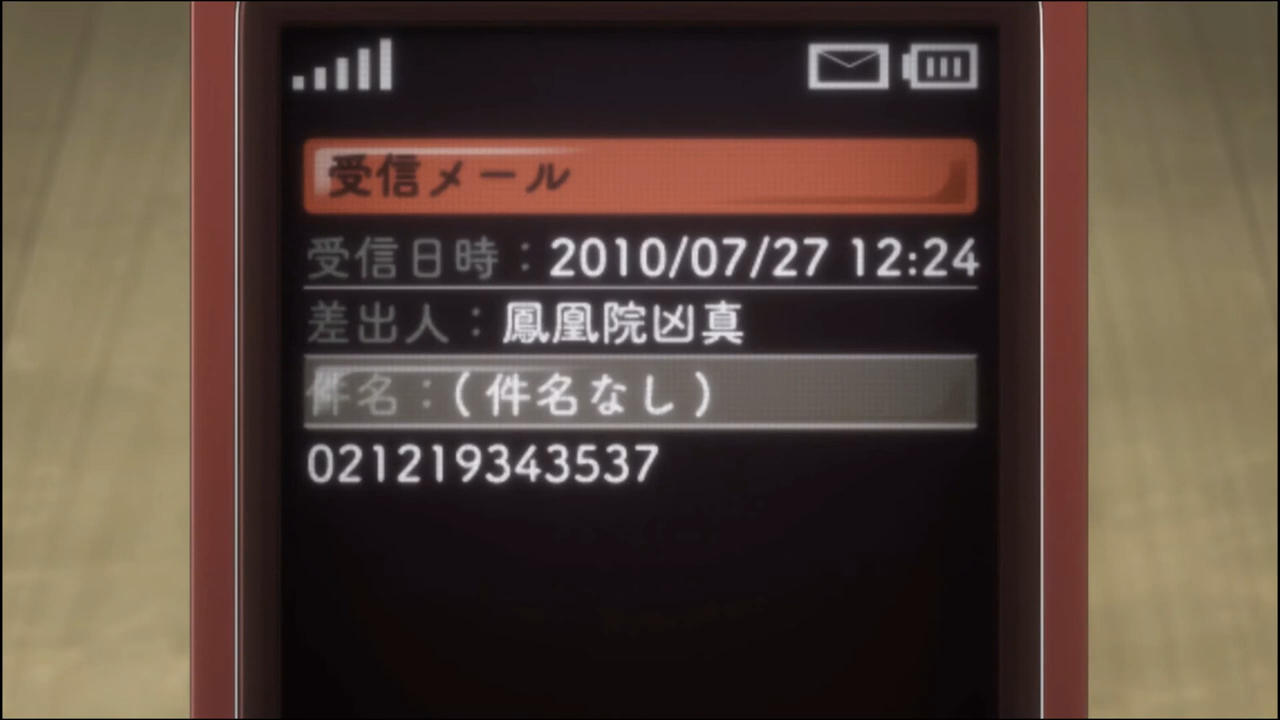 受信メール
受信日時：2010/07/27 12:24
差出人：鳳凰院凶真
件名：(件名なし)
021219343537